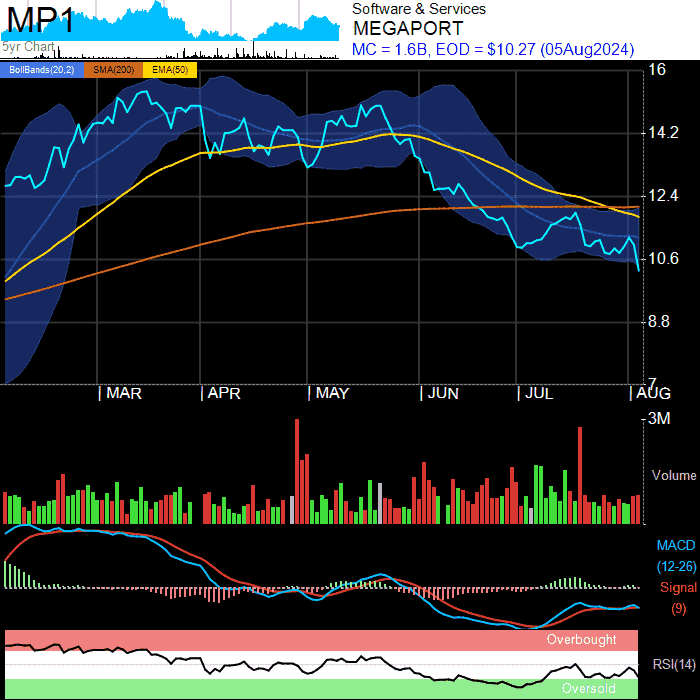 MP1
5yr Chart
Software & Services
MEGAPORT
MC = 1.6B, EOD = $10.27 (05Aug2024)
BollBands(20,2) SMA(200) EMA(50)
16
14.2
12.4
10.6
8.8
7
| MAR | APR | MAY | JUN | JUL | AUG
3M
Volume
MACD
(12-26)
Signal
(9)
Overbought
RSI(14)
Oversold